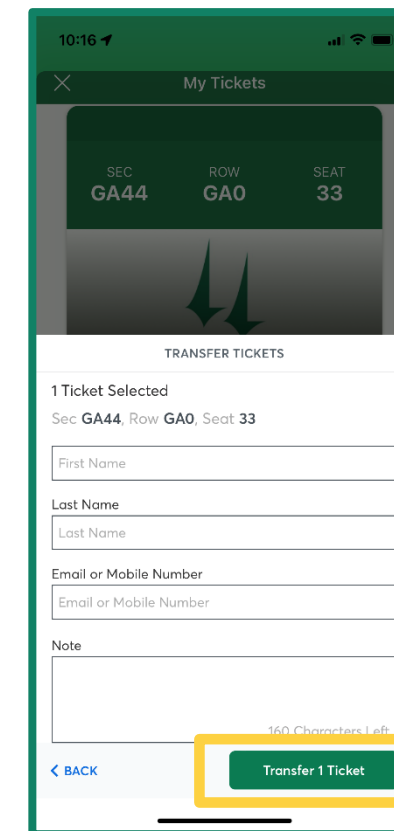 10:16
My Tickets
SEC ROW SEAT
GA44 GA0 33
TRANSFER TICKETS
1 Ticket Selected
Sec GA44, Row GA0, Seat 33
First Name
Last Name
Last Name
Email or Mobile Number
Email or Mobile Number
Note
160 Characters Left
BACK
Transfer 1 Ticket